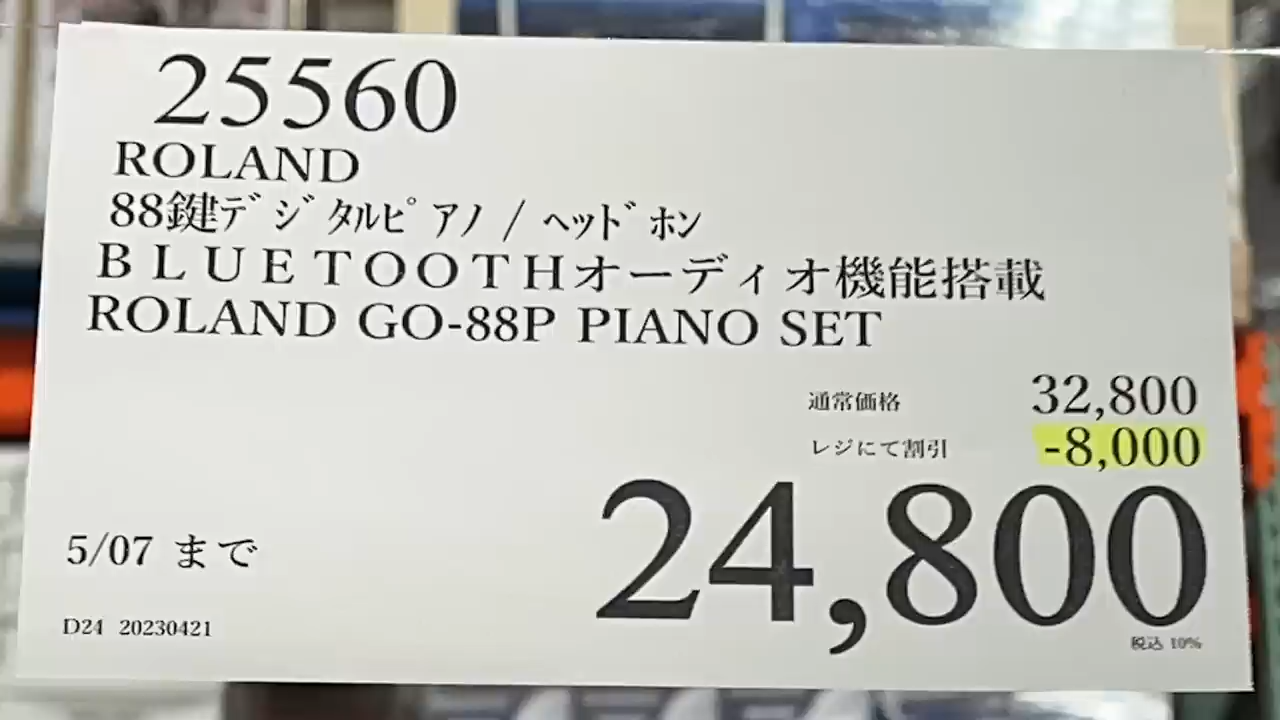 25560
ROLAND
88鍵ﾃﾞｼﾞﾀﾙﾋﾟｱﾉ / ﾍｯﾄﾞﾎﾝ
ＢＬＵＥＴＯＯＴＨオーディオ機能搭載
ROLAND GO-88P PIANO SET
通常価格 32,800
レジにて割引 -8,000
24,800
5/07 まで
D24 20230421
税込 10%